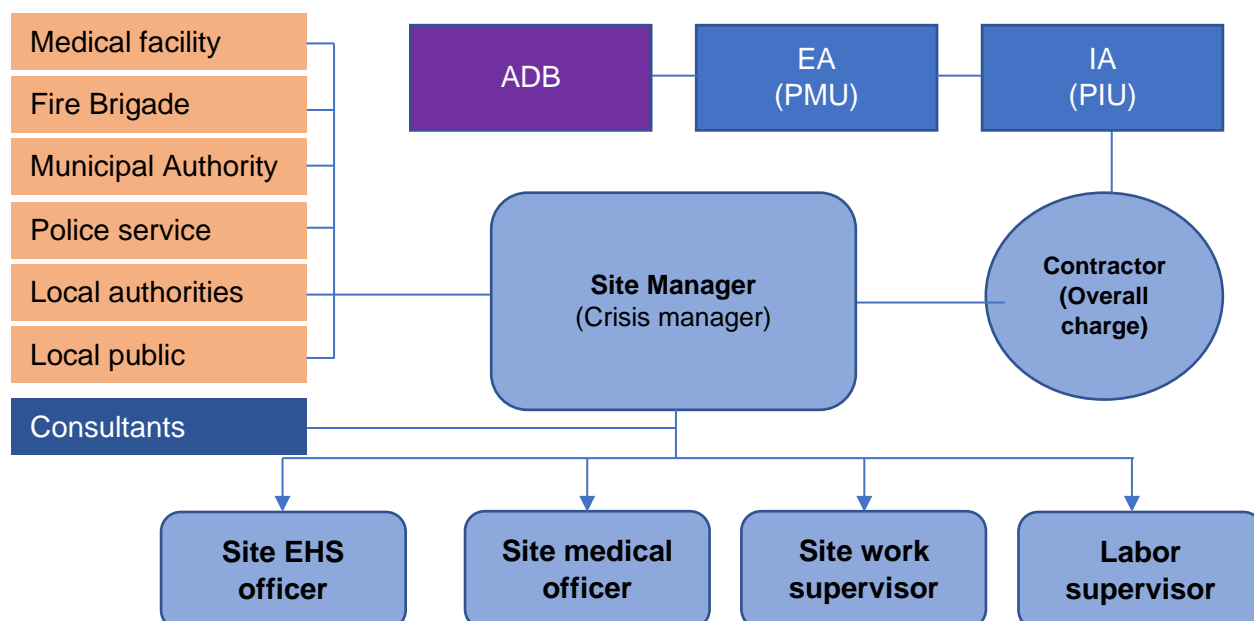 Medical facility
Fire Brigade
Municipal Authority
Police service
Local authorities
Local public
Consultants
ADB
EA
(PMU)
IA
(PIU)
Site Manager
(Crisis manager)
Contractor
(Overall
charge)
Site EHS
officer
Site medical
officer
Site work
supervisor
Labor
supervisor